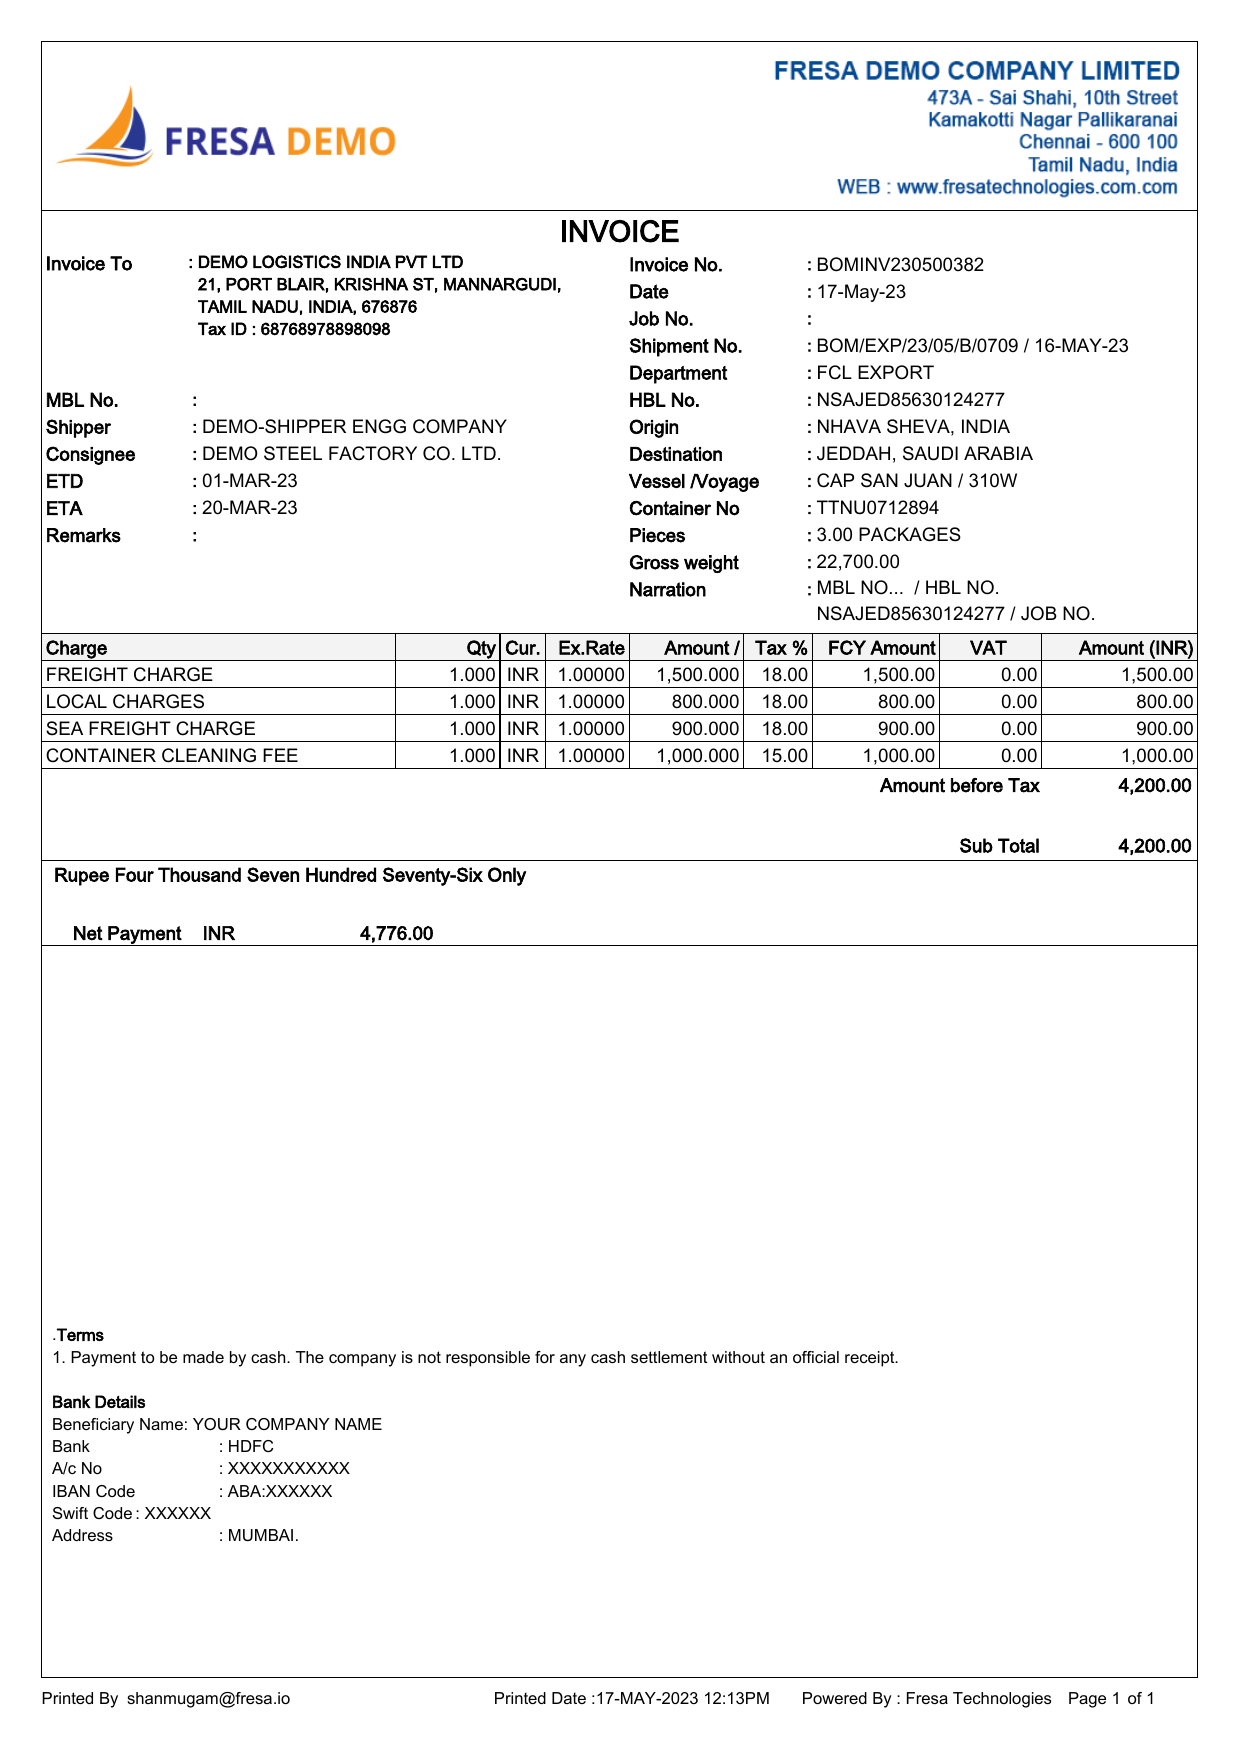 FRESA DEMO
FRESA DEMO COMPANY LIMITED
473A - Sai Shahi, 10th Street
Kamakotti Nagar Pallikaranai
Chennai - 600 100
Tamil Nadu, India
WEB : www.fresatechnologies.com.com
INVOICE
Invoice To : DEMO LOGISTICS INDIA PVT LTD
21, PORT BLAIR, KRISHNA ST, MANNARGUDI,
TAMIL NADU, INDIA, 676876
Tax ID : 68768978898098
MBL No. :
Shipper : DEMO-SHIPPER ENGG COMPANY
Consignee : DEMO STEEL FACTORY CO. LTD.
ETD : 01-MAR-23
ETA : 20-MAR-23
Remarks :
Invoice No. : BOMINV230500382
Date : 17-May-23
Job No. :
Shipment No. : BOM/EXP/23/05/B/0709 / 16-MAY-23
Department : FCL EXPORT
HBL No. : NSAJED85630124277
Origin : NHAVA SHEVA, INDIA
Destination : JEDDAH, SAUDI ARABIA
Vessel /Voyage : CAP SAN JUAN / 310W
Container No : TTNU0712894
Pieces : 3.00 PACKAGES
Gross weight : 22,700.00
Narration : MBL NO... / HBL NO.
NSAJED85630124277 / JOB NO.
Charge Qty Cur. Ex.Rate Amount / Tax % FCY Amount VAT Amount (INR)
FREIGHT CHARGE 1.000 INR 1.00000 1,500.000 18.00 1,500.00 0.00 1,500.00
LOCAL CHARGES 1.000 INR 1.00000 800.000 18.00 800.00 0.00 800.00
SEA FREIGHT CHARGE 1.000 INR 1.00000 900.000 18.00 900.00 0.00 900.00
CONTAINER CLEANING FEE 1.000 INR 1.00000 1,000.000 15.00 1,000.00 0.00 1,000.00
Amount before Tax 4,200.00
Sub Total 4,200.00
Rupee Four Thousand Seven Hundred Seventy-Six Only
Net Payment INR 4,776.00
.Terms
1. Payment to be made by cash. The company is not responsible for any cash settlement without an official receipt.
Bank Details
Beneficiary Name: YOUR COMPANY NAME
Bank : HDFC
A/c No : XXXXXXXXXXX
IBAN Code : ABA:XXXXXX
Swift Code : XXXXXX
Address : MUMBAI.
Printed By shanmugam@fresa.io Printed Date :17-MAY-2023 12:13PM Powered By : Fresa Technologies Page 1 of 1